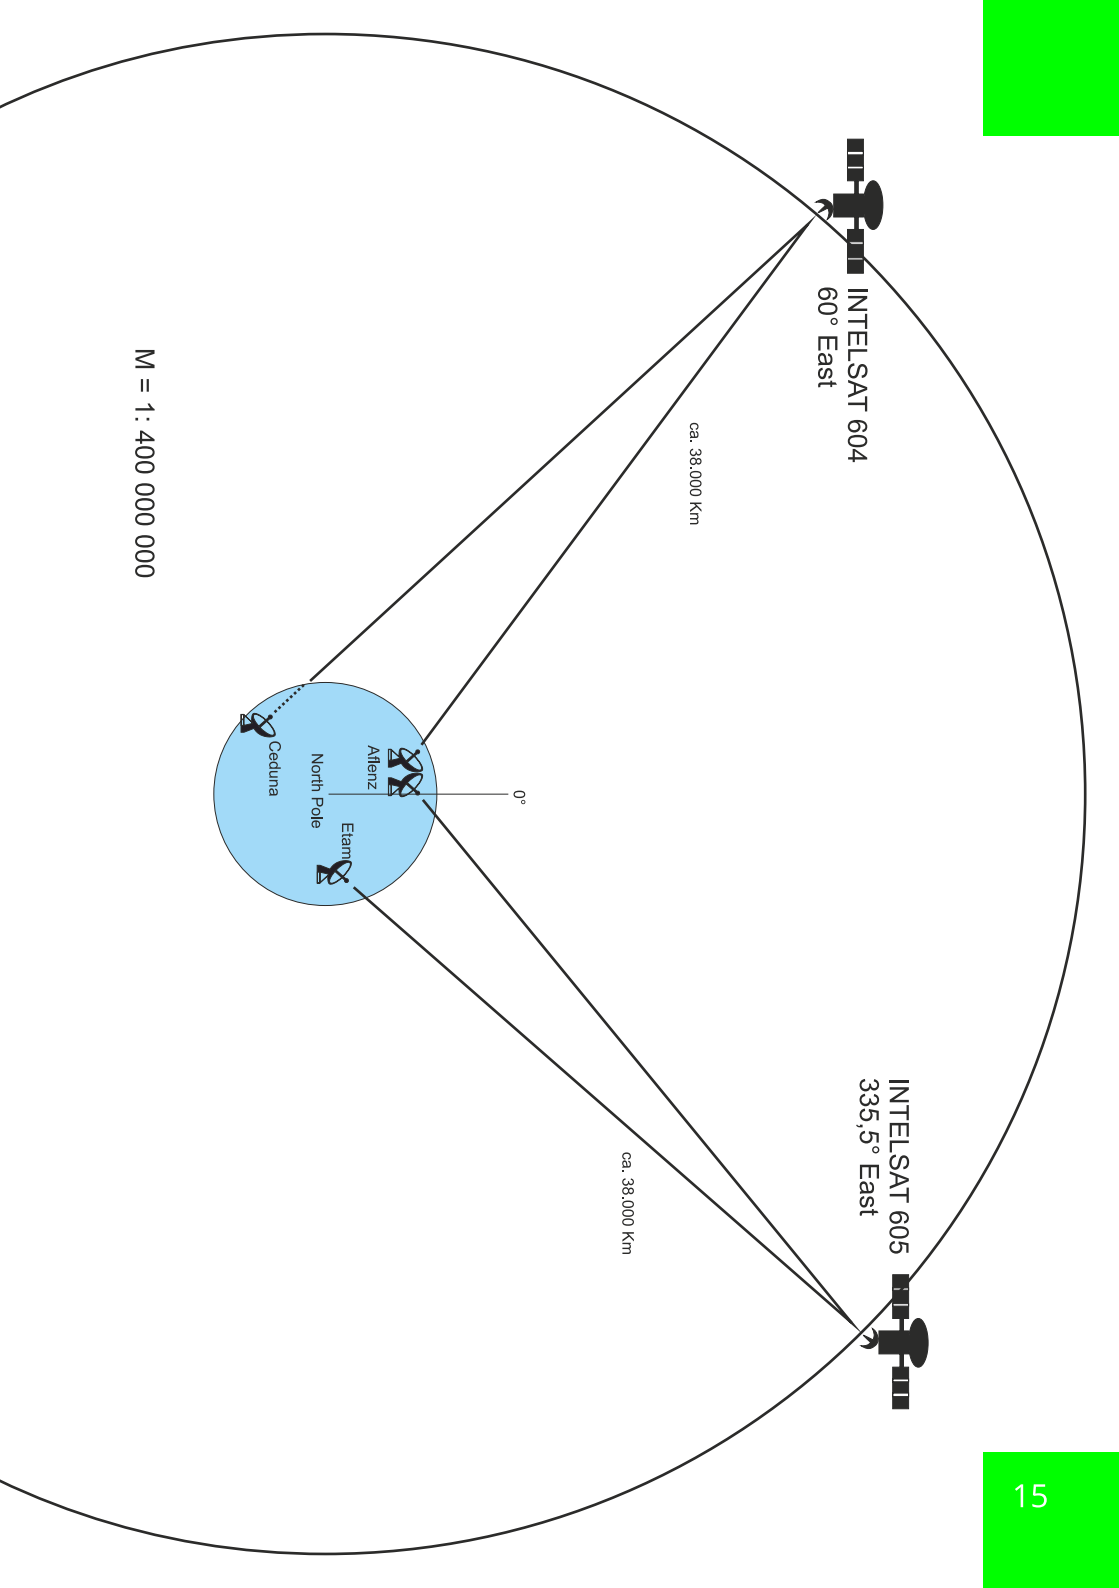 INTELSAT 604
60° East
ca. 38.000 Km
M = 1: 400 000 000
Aflenz
North Pole
Ceduna
Etam
0°
INTELSAT 605
335,5° East
ca. 38.000 Km
15